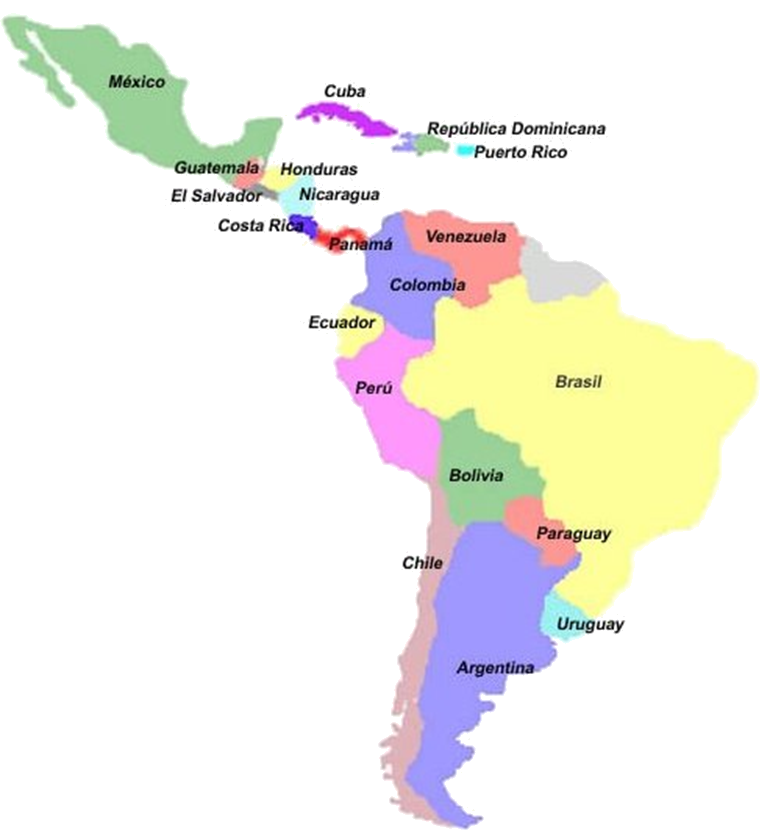 México
Cuba
República Dominicana
Puerto Rico
Guatemala
Honduras
El Salvador
Nicaragua
Costa Rica
Panamá
Venezuela
Colombia
Ecuador
Brasil
Perú
Bolivia
Paraguay
Chile
Uruguay
Argentina